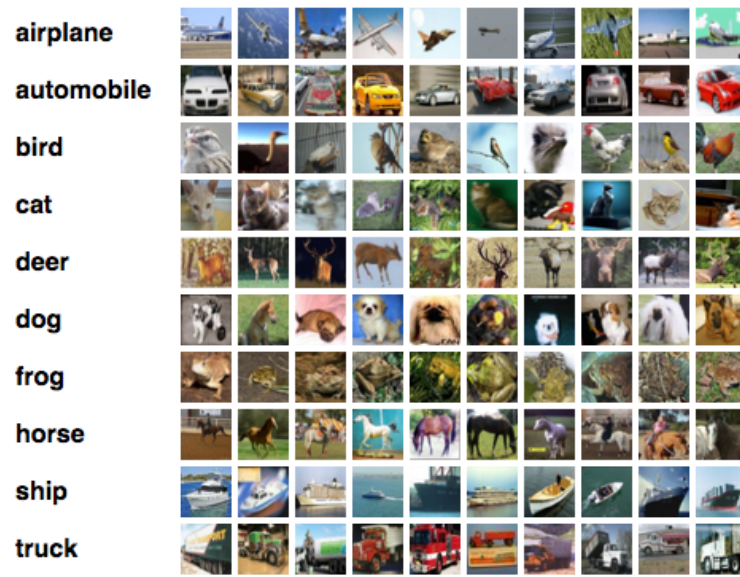 airplane
automobile
bird
cat
deer
dog
frog
horse
ship
truck